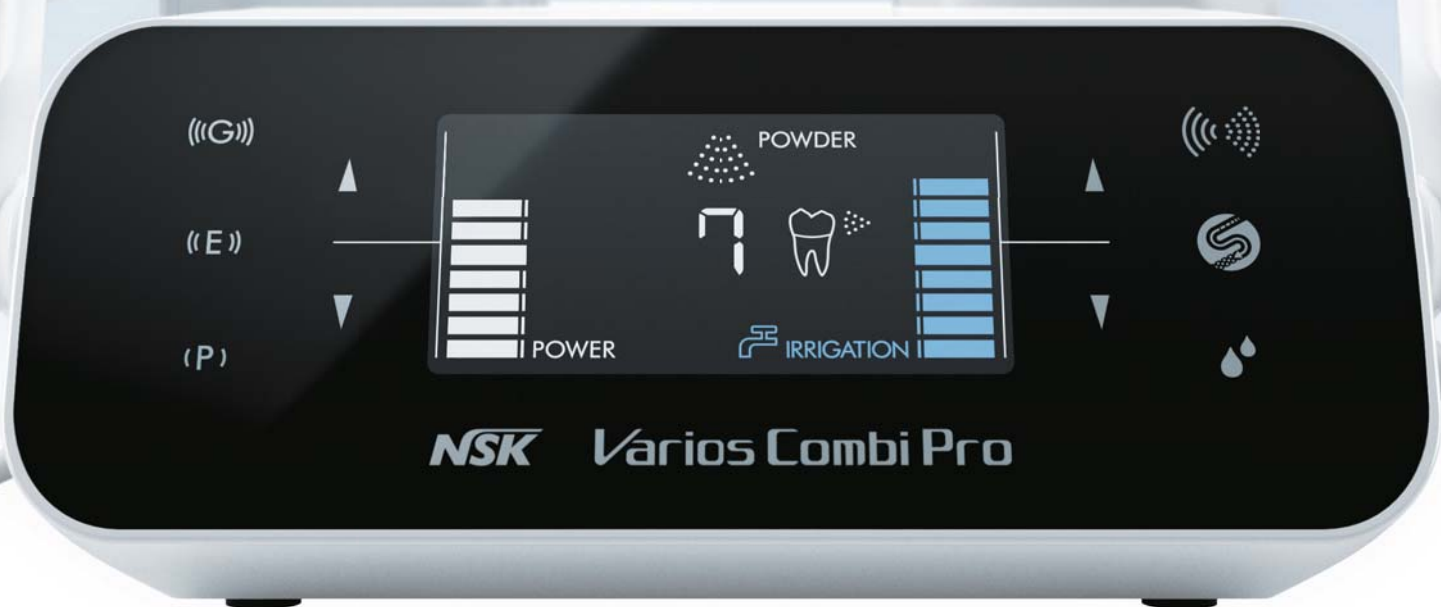 (((G)))
POWDER
((E))
7
POWER
IRRIGATION
(P)
NSK Varios Combi Pro